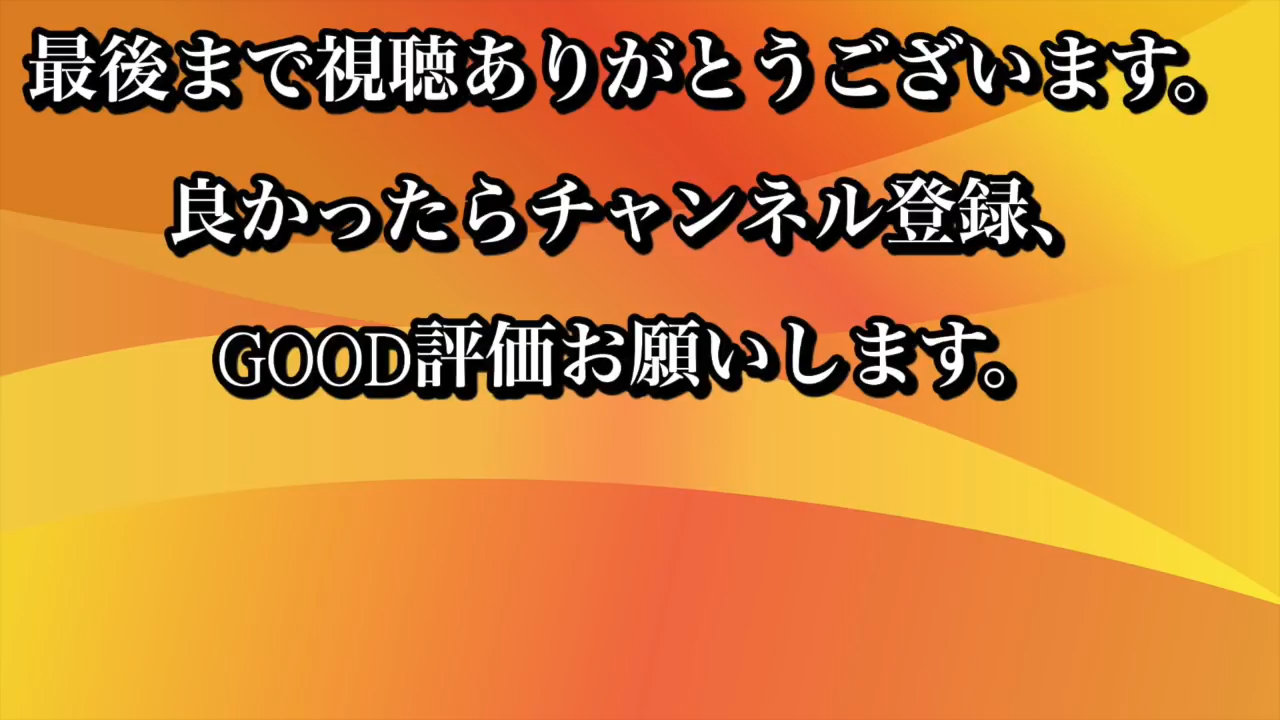 最後まで視聴ありがとうございます。
良かったらチャンネル登録、
GOOD評価お願いします。